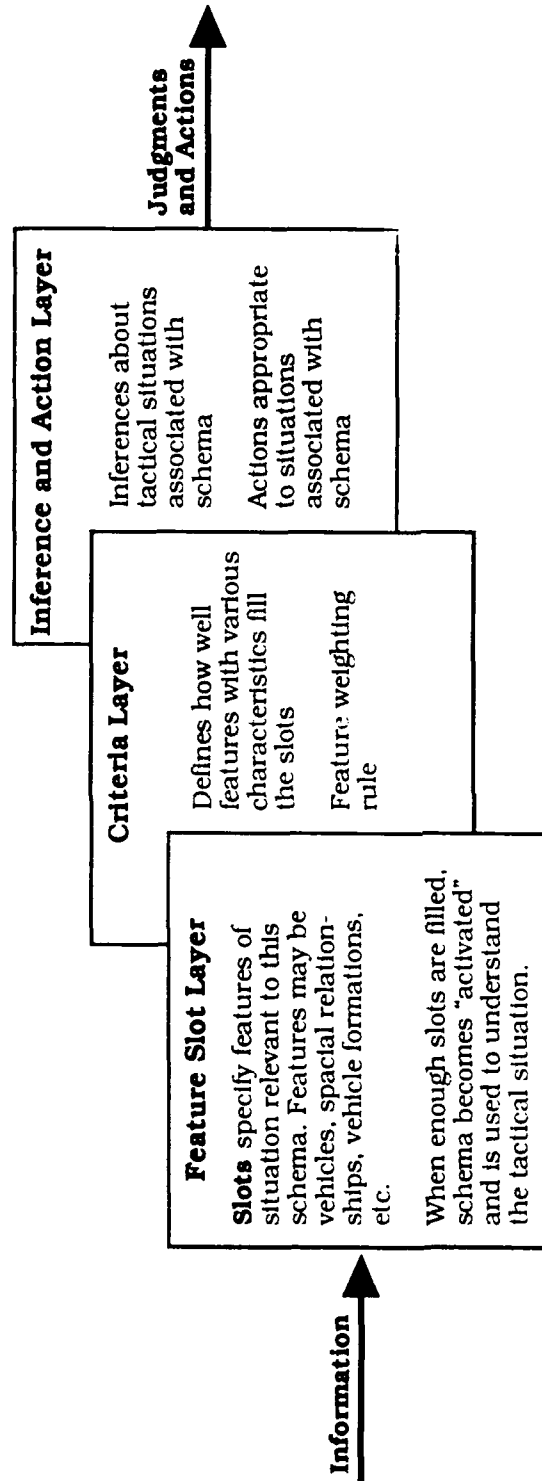 Information
Feature Slot Layer
Slots specify features of
situation relevant to this
schema. Features may be
vehicles, spacial relation-
ships, vehicle formations,
etc.
When enough slots are filled,
schema becomes "activated"
and is used to understand
the tactical situation.
Criteria Layer
Defines how well
features with various
characteristics fill
the slots
Feature weighting
rule
Inference and Action Layer
Inferences about
tactical situations
associated with
schema
Actions appropriate
to situations
associated with
schema
Judgments
and Actions